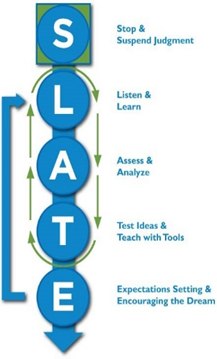 S
Stop &
Suspend Judgment
L
Listen &
Learn
A
Assess &
Analyze
T
Test Ideas &
Teach with Tools
E
Expectations Setting &
Encouraging the Dream